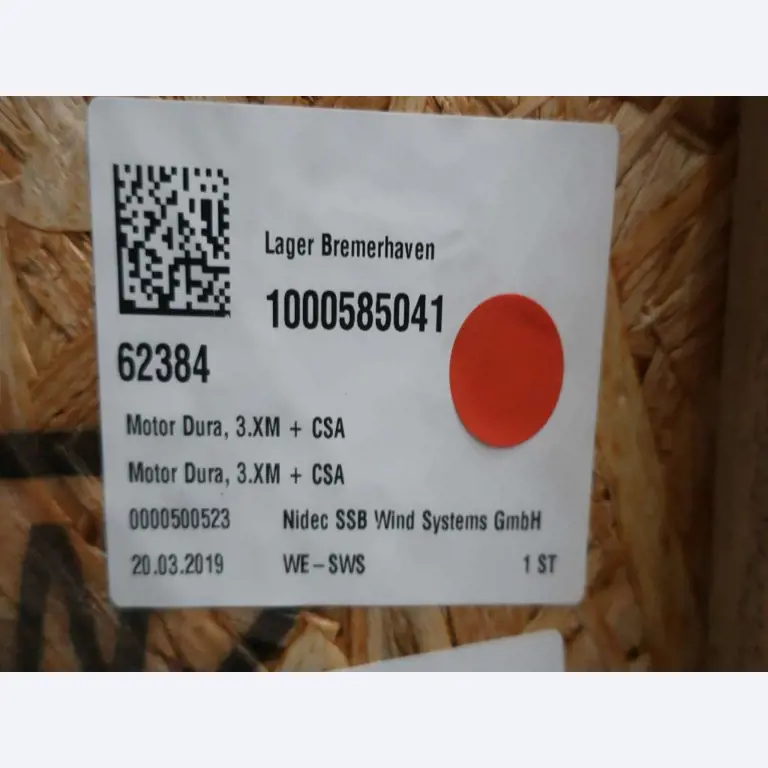 Lager Bremerhaven
1000585041
62384
Motor Dura, 3.XM + CSA
Motor Dura, 3.XM + CSA
0000500523 Nidec SSB Wind Systems GmbH
20.03.2019 WE-SWS 1 ST